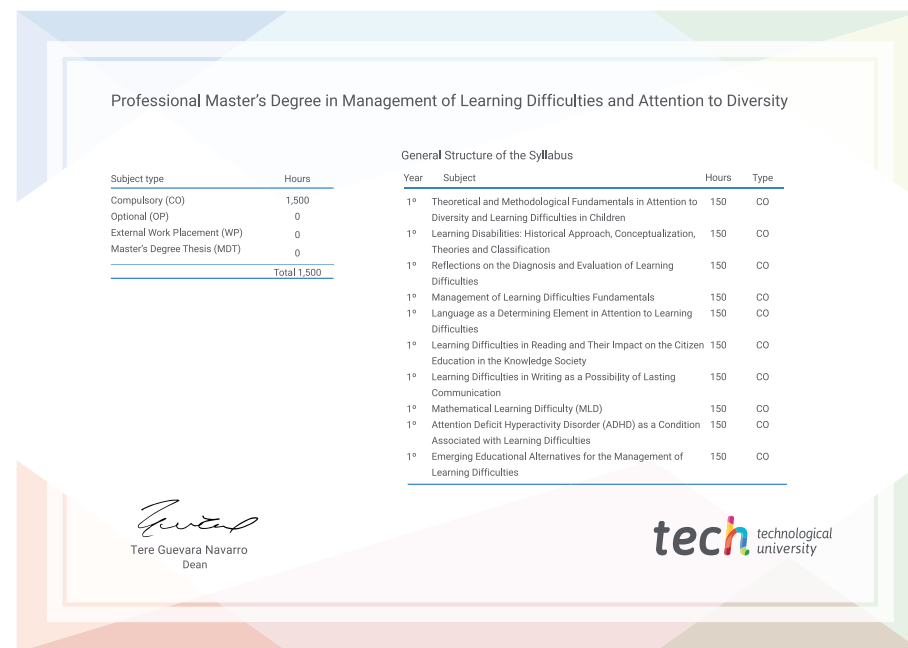 Professional Master's Degree in Management of Learning Difficulties and Attention to Diversity
Subject type Hours
Compulsory (CO) 1,500
Optional (OP) 0
External Work Placement (WP) 0
Master's Degree Thesis (MDT) 0
Total 1,500
General Structure of the Syllabus
Year Subject Hours Type
1º Theoretical and Methodological Fundamentals in Attention to 150 CO
Diversity and Learning Difficulties in Children
1º Learning Disabilities: Historical Approach, Conceptualization, 150 CO
Theories and Classification
1º Reflections on the Diagnosis and Evaluation of Learning 150 CO
Difficulties
1º Management of Learning Difficulties Fundamentals 150 CO
1º Language as a Determining Element in Attention to Learning 150 CO
Difficulties
1º Learning Difficulties in Reading and Their Impact on the Citizen 150 CO
Education in the Knowledge Society
1º Learning Difficulties in Writing as a Possibility of Lasting 150 CO
Communication
1º Mathematical Learning Difficulty (MLD) 150 CO
1º Attention Deficit Hyperactivity Disorder (ADHD) as a Condition 150 CO
Associated with Learning Difficulties
1º Emerging Educational Alternatives for the Management of 150 CO
Learning Difficulties
Tere Guevara Navarro
Dean
tech technological
university